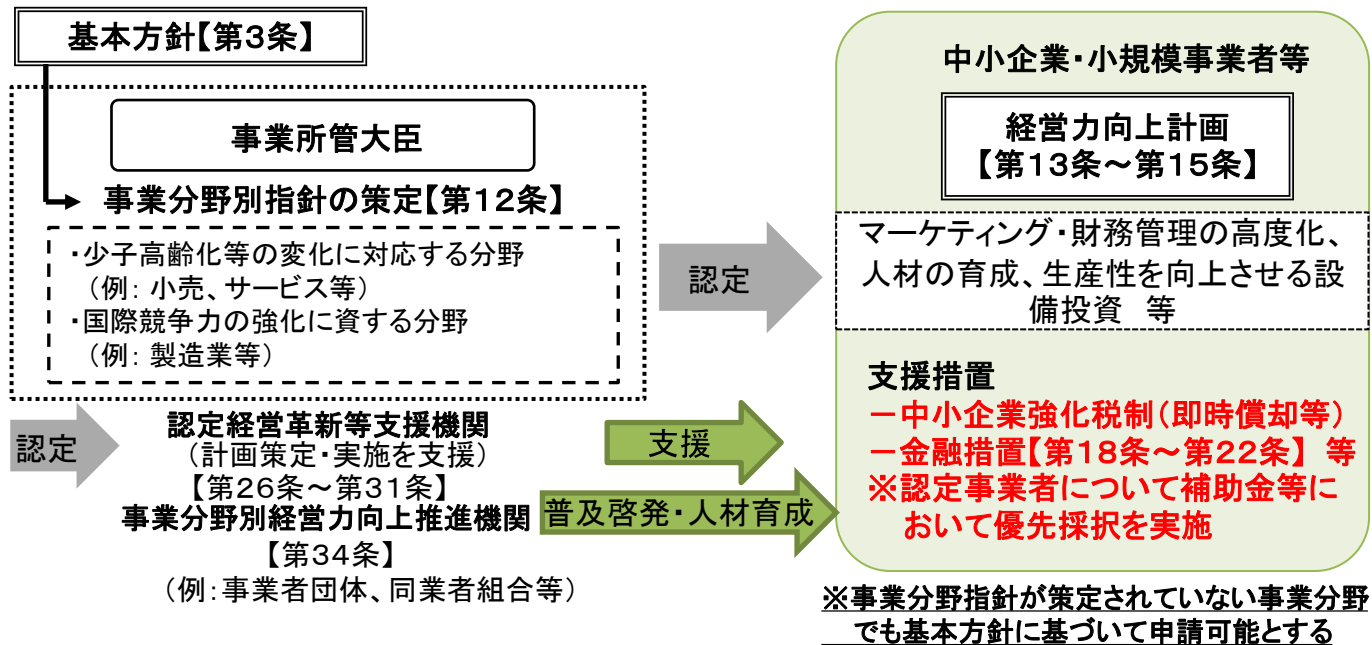 基本方針【第3条】
事業所管大臣
事業分野別指針の策定【第12条】
・少子高齢化等の変化に対応する分野
(例: 小売、サービス等)
・国際競争力の強化に資する分野
(例: 製造業等)
認定
認定
認定経営革新等支援機関
(計画策定・実施を支援)
【第26条～第31条】
事業分野別経営力向上推進機関
【第34条】
(例:事業者団体、同業者組合等)
支援
普及啓発・人材育成
中小企業・小規模事業者等
経営力向上計画
【第13条～第15条】
マーケティング・財務管理の高度化、
人材の育成、生産性を向上させる設
備投資 等
支援措置
－中小企業強化税制(即時償却等)
－金融措置【第18条～第22条】 等
※認定事業者について補助金等に
おいて優先採択を実施
※事業分野指針が策定されていない事業分野
でも基本方針に基づいて申請可能とする